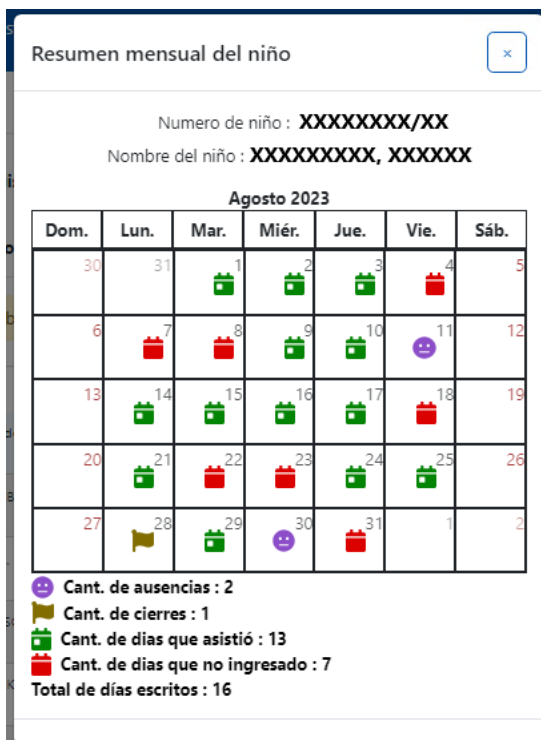 Resumen mensual del niño ×
Numero de niño : XXXXXXXX/XX
Nombre del niño : XXXXXXXXX, XXXXXX
Agosto 2023
Dom. Lun. Mar. Miér. Jue. Vie. Sáb.
30 31 1 2 3 4 5
6 7 8 9 10 11 12
13 14 15 16 17 18 19
20 21 22 23 24 25 26
27 28 29 30 31 1 2
Cant. de ausencias : 2
Cant. de cierres : 1
Cant. de dias que asistió : 13
Cant. de dias que no ingresado : 7
Total de días escritos : 16